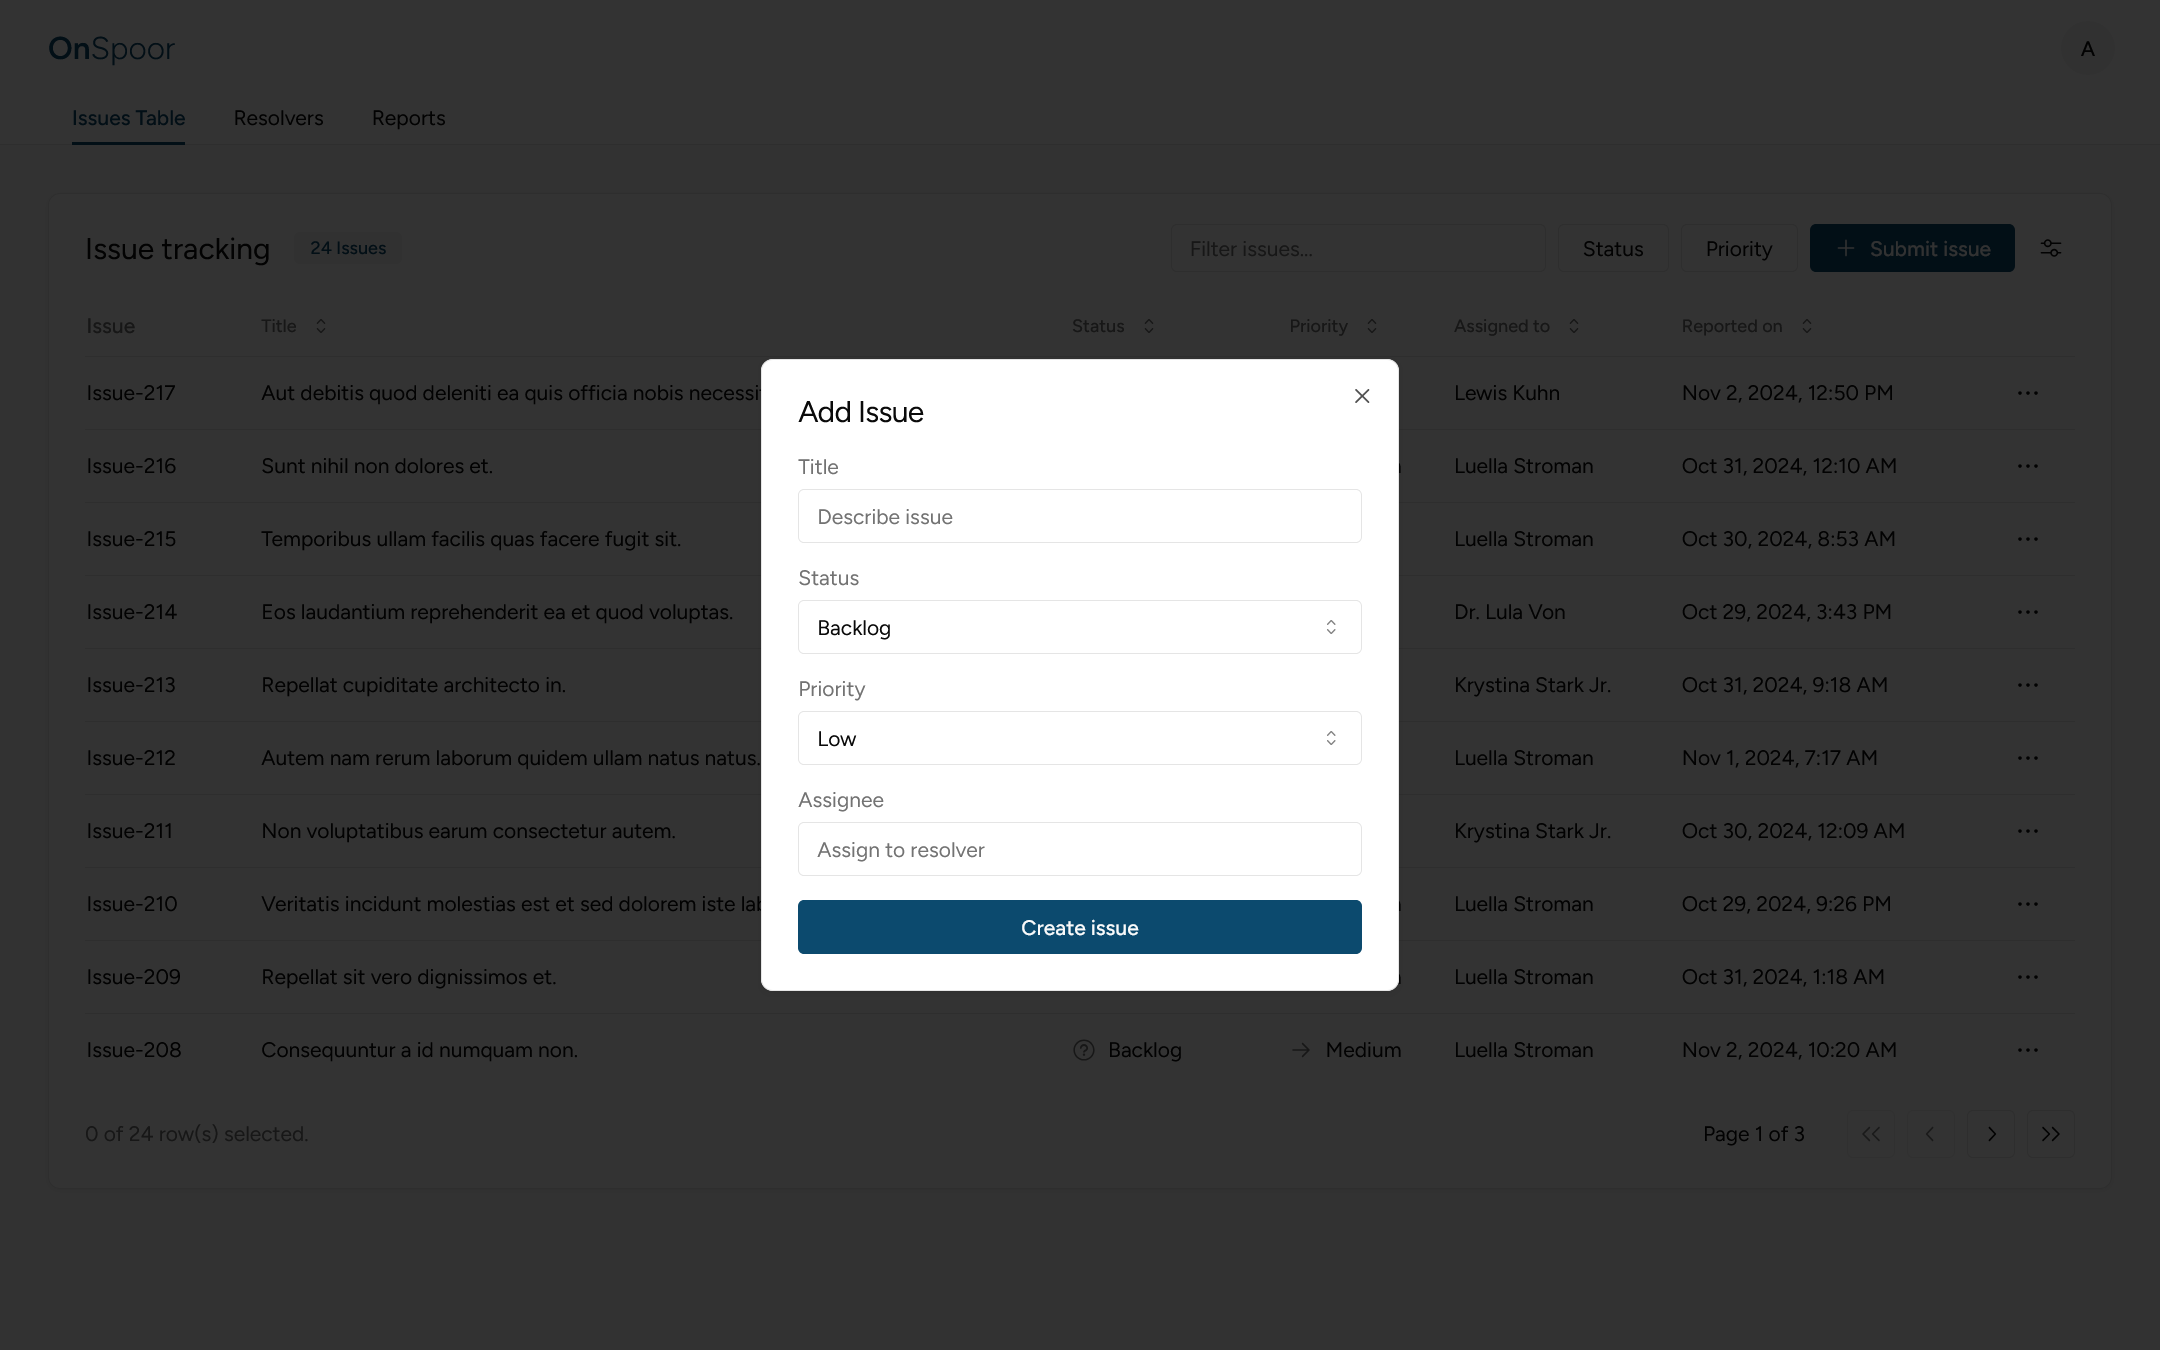 OnSpoor
A
Issues Table Resolvers Reports
Issue tracking 24 Issues Filter issues... Status Priority Submit issue
Issue Title Status Priority Assigned to Reported on
Issue-217 Aut debitis quod deleniti ea quis officia nobis Lewis Kuhn Nov 2, 2024, 12:50 PM
Issue-216 Sunt nihil non dolores et. Luella Stroman Oct 31, 2024, 12:10 AM
Issue-215 Temporibus ullam facilis quas facere fugit sit. Luella Stroman Oct 30, 2024, 8:53 AM
Issue-214 Eos laudantium reprehenderit ea et quod voluptas. Dr. Lula Von Oct 29, 2024, 3:43 PM
Issue-213 Repellat cupiditate architecto in. Krystina Stark Jr. Oct 31, 2024, 9:18 AM
Issue-212 Autem nam rerum laborum quidem ullam natus natus. Luella Stroman Nov 1, 2024, 7:17 AM
Issue-211 Non voluptatibus earum consectetur autem. Krystina Stark Jr. Oct 30, 2024, 12:09 AM
Issue-210 Veritatis incidunt molestias est et sed dolorem iste Luella Stroman Oct 29, 2024, 9:26 PM
Issue-209 Repellat sit vero dignissimos et. Luella Stroman Oct 31, 2024, 1:18 AM
Issue-208 Consequuntur a id numquam non. Backlog Medium Luella Stroman Nov 2, 2024, 10:20 AM
0 of 24 row(s) selected. Page 1 of 3
Add Issue
Title
Describe issue
Status
Backlog
Priority
Low
Assignee
Assign to resolver
Create issue